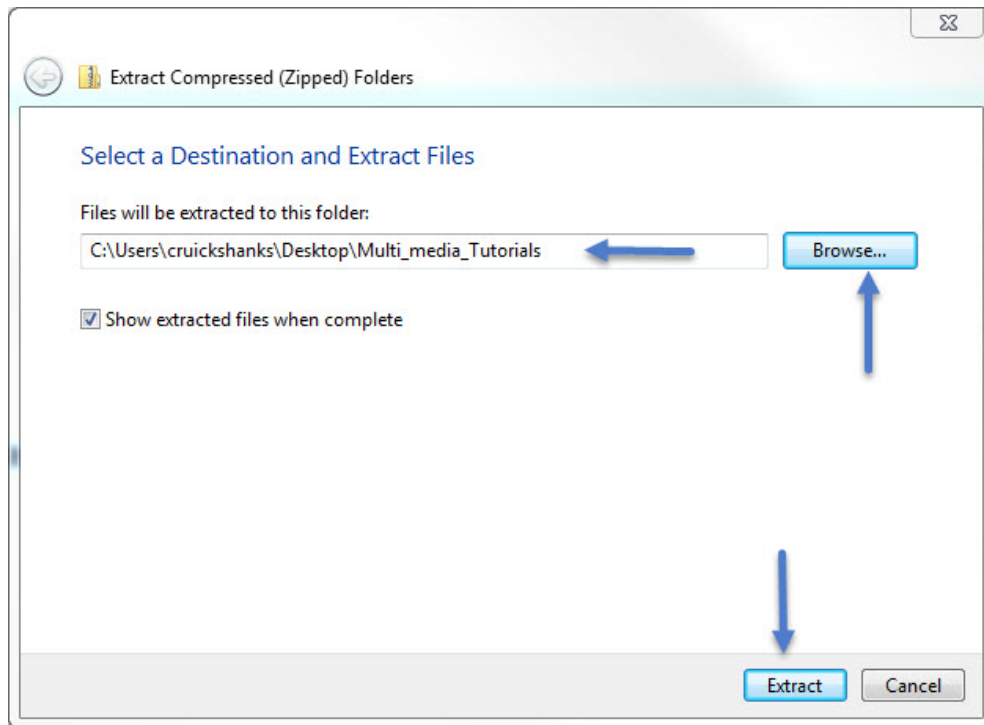 Extract Compressed (Zipped) Folders
Select a Destination and Extract Files
Files will be extracted to this folder:
C:\Users\cruickshanks\Desktop\Multi_media_Tutorials
Browse...
Show extracted files when complete
Extract
Cancel